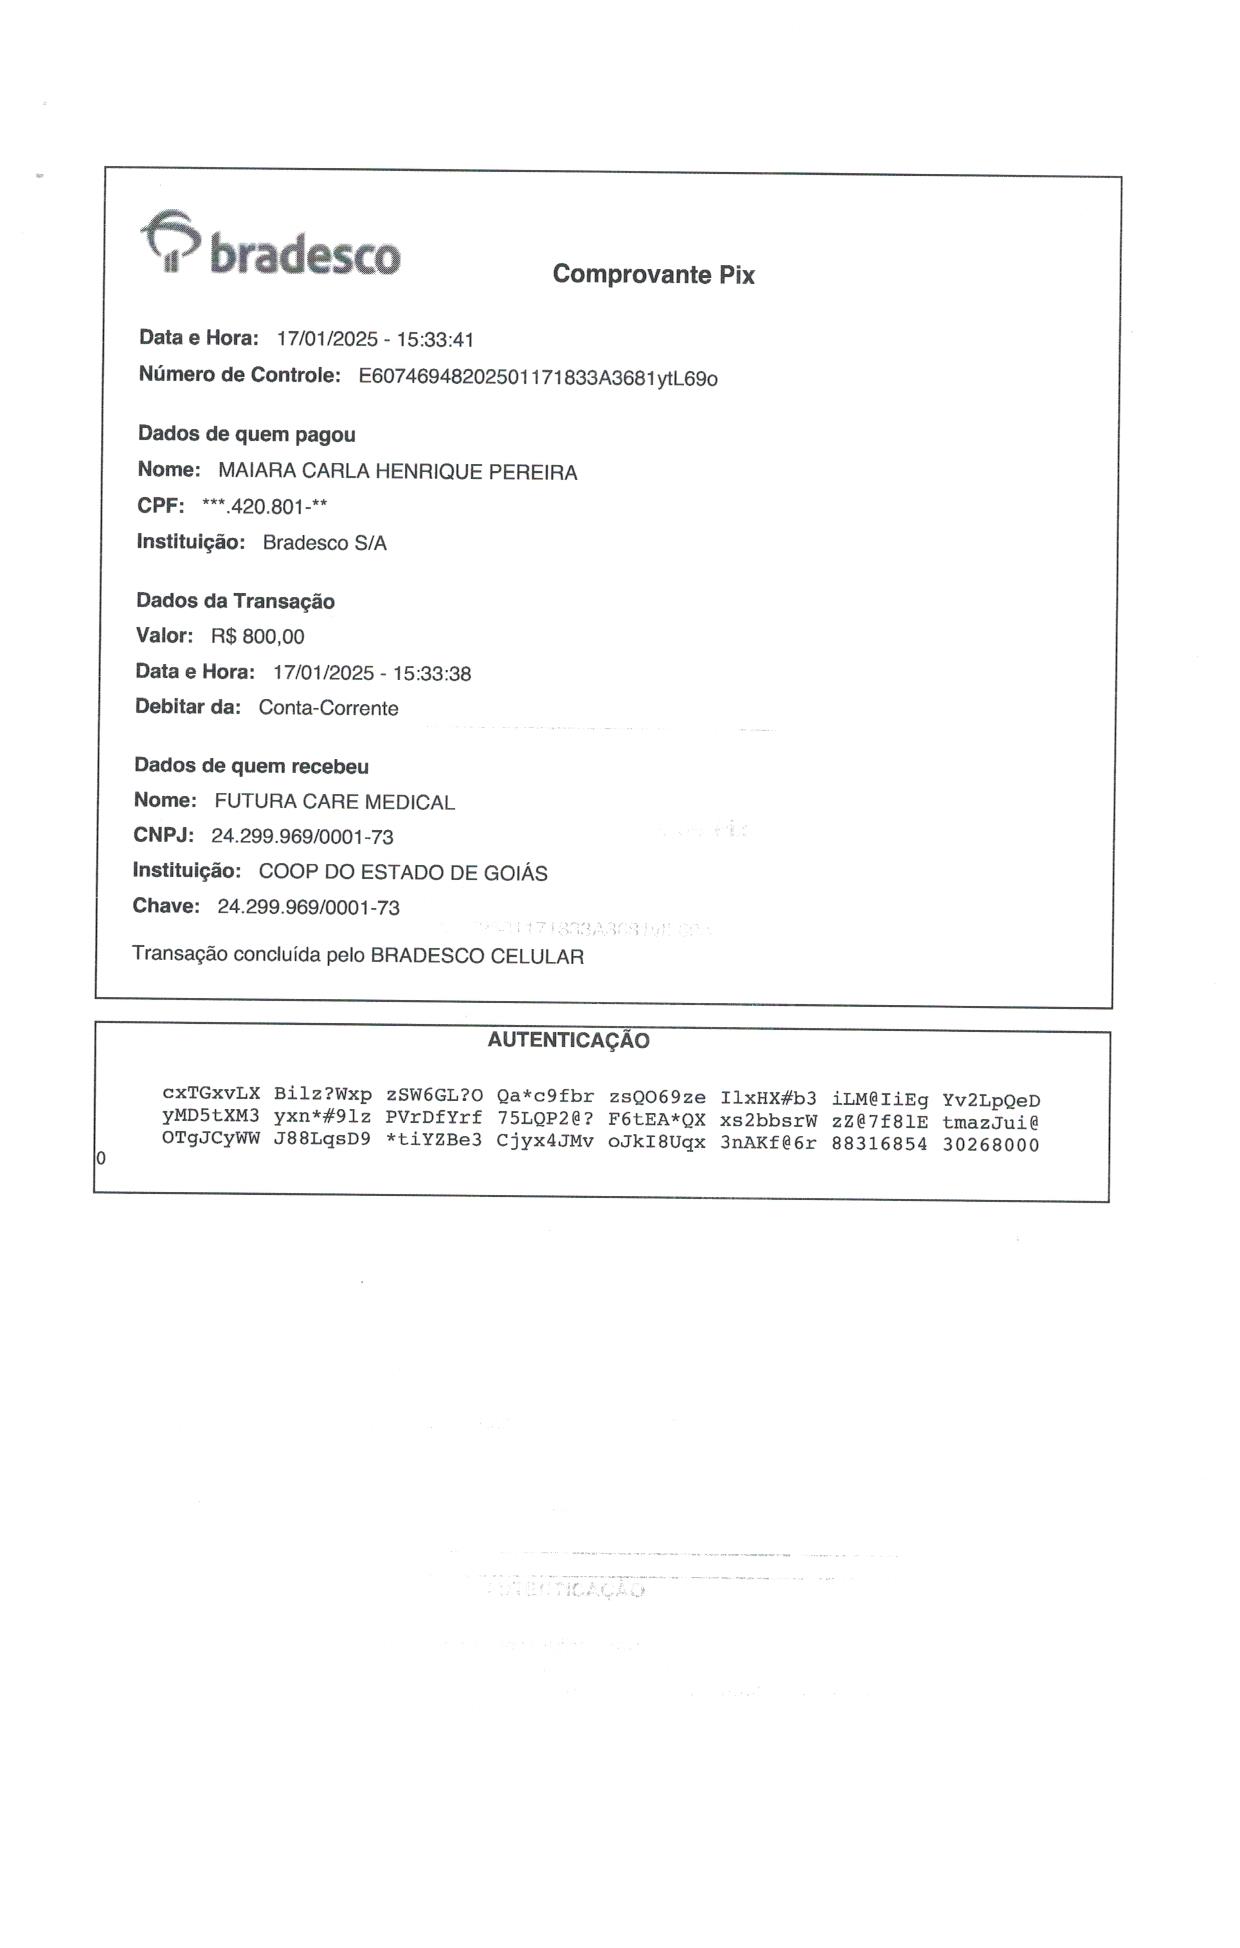 bradesco
Comprovante Pix
Data e Hora: 17/01/2025 - 15:33:41
Número de Controle: E60746948202501171833A3681ytL69o
Dados de quem pagou
Nome: MAIARA CARLA HENRIQUE PEREIRA
CPF: ***.420.801-**
Instituição: Bradesco S/A
Dados da Transação
Valor: R$ 800,00
Data e Hora: 17/01/2025 - 15:33:38
Debitar da: Conta-Corrente
Dados de quem recebeu
Nome: FUTURA CARE MEDICAL
CNPJ: 24.299.969/0001-73
Instituição: COOP DO ESTADO DE GOIÁS
Chave: 24.299.969/0001-73
Transação concluída pelo BRADESCO CELULAR
AUTENTICAÇÃO
cxTGxvLX Bilz?Wxp zSW6GL?O Qa*c9fbr zsQO69ze IlxHX#b3 iLM@IiEg Yv2LpQeD
yMD5tXM3 yxn*#9lz PVrDfYrf 75LQP2@? F6tEA*QX xs2bbsrW zZ@7f8lE tmazJui@
OTgJCyWW J88LqsD9 *tiYZBe3 Cjyx4JMv oJkI8Uqx 3nAKf@6r 88316854 30268000
0